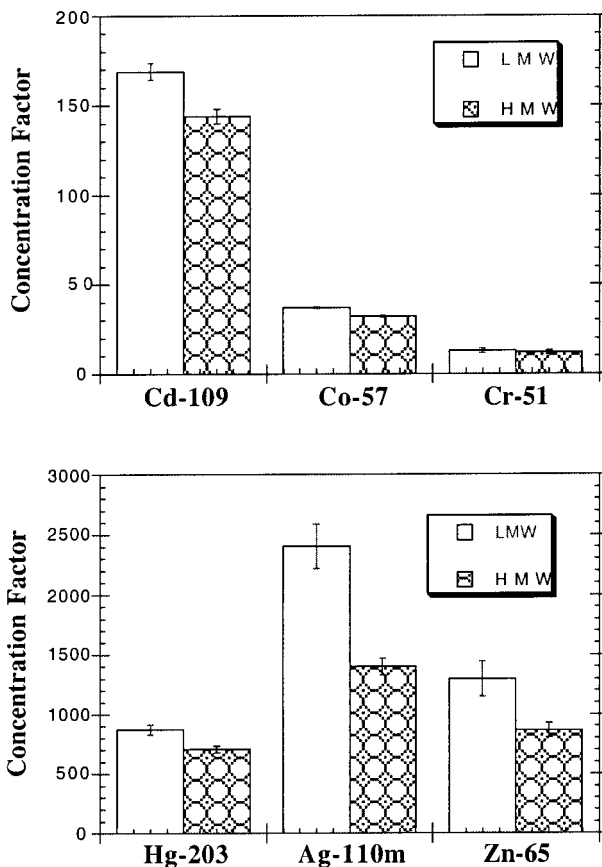 200
150
100
50
0
Concentration Factor
L M W
H M W
Cd-109 Co-57 Cr-51
3000
2500
2000
1500
1000
500
0
Concentration Factor
LMW
H M W
Hg-203 Ag-110m Zn-65